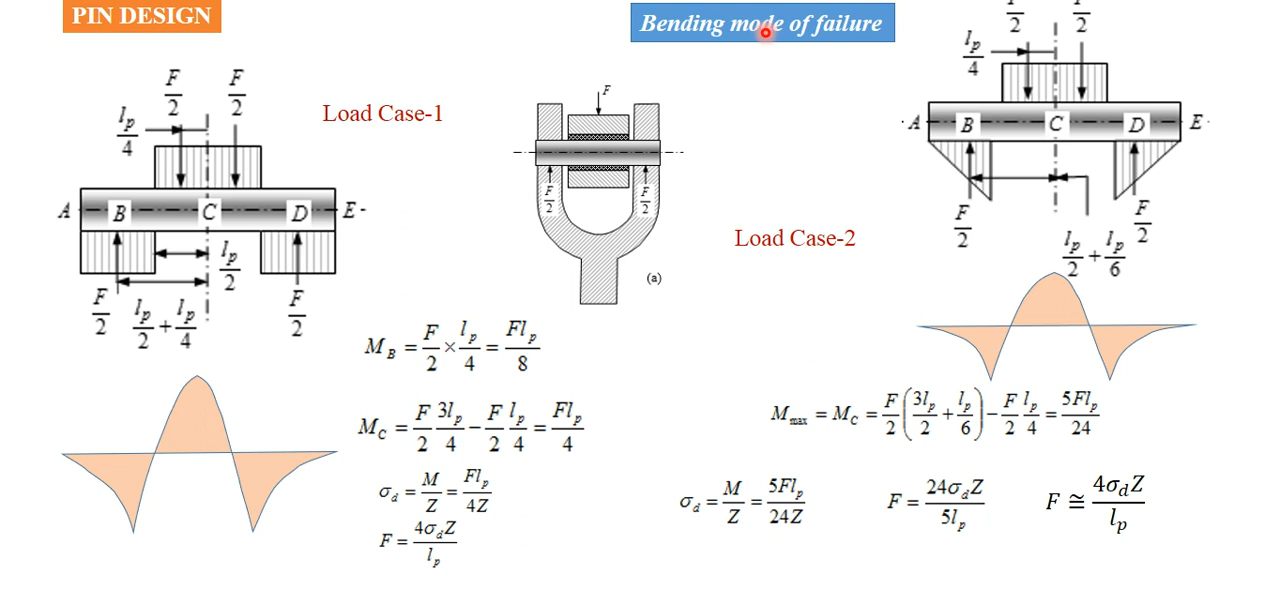 PIN DESIGN
Bending mode of failure
F/2 F/2
l_p/4
Load Case-1
A B C D E
l_p/2
F/2 l_p/2 + l_p/4 F/2
F
F/2 F/2
(a)
F/2 F/2
l_p/4
A B C D E
Load Case-2
F/2 F/2
l_p/2 + l_p/6
M_B = F/2 × l_p/4 = Fl_p/8
M_C = F/2 3l_p/4 − F/2 l_p/4 = Fl_p/4
σ_d = M/Z = Fl_p/4Z
F = 4σ_dZ/l_p
M_max = M_C = F/2 (3l_p/2 + l_p/6) − F/2 l_p/4 = 5Fl_p/24
σ_d = M/Z = 5Fl_p/24Z
F = 24σ_dZ/5l_p
F ≅ 4σ_dZ/l_p